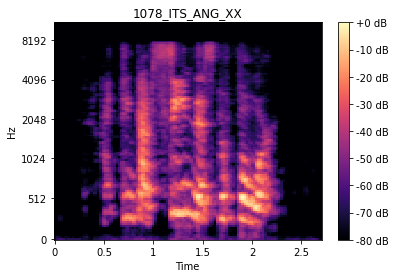 1078_ITS_ANG_XX
+0 dB
8192
-10 dB
4096
-20 dB
-30 dB
2048
-40 dB
Hz
1024
-50 dB
512
-60 dB
-70 dB
0
-80 dB
0 0.5 1 1.5 2 2.5
Time